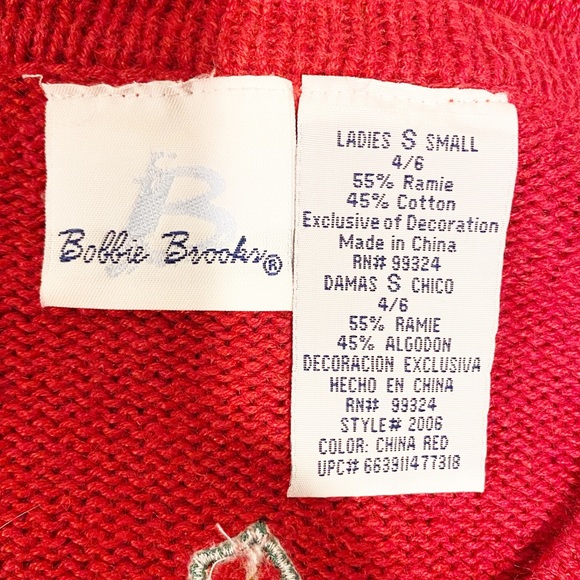 B
Bobbie Brooks®
LADIES S SMALL
4/6
55% Ramie
45% Cotton
Exclusive of Decoration
Made in China
RN# 99324
DAMAS S CHICO
4/6
55% RAMIE
45% ALGODON
DECORACION EXCLUSIVA
HECHO EN CHINA
RN# 99324
STYLE# 2006
COLOR: CHINA RED
UPC# 663911477318